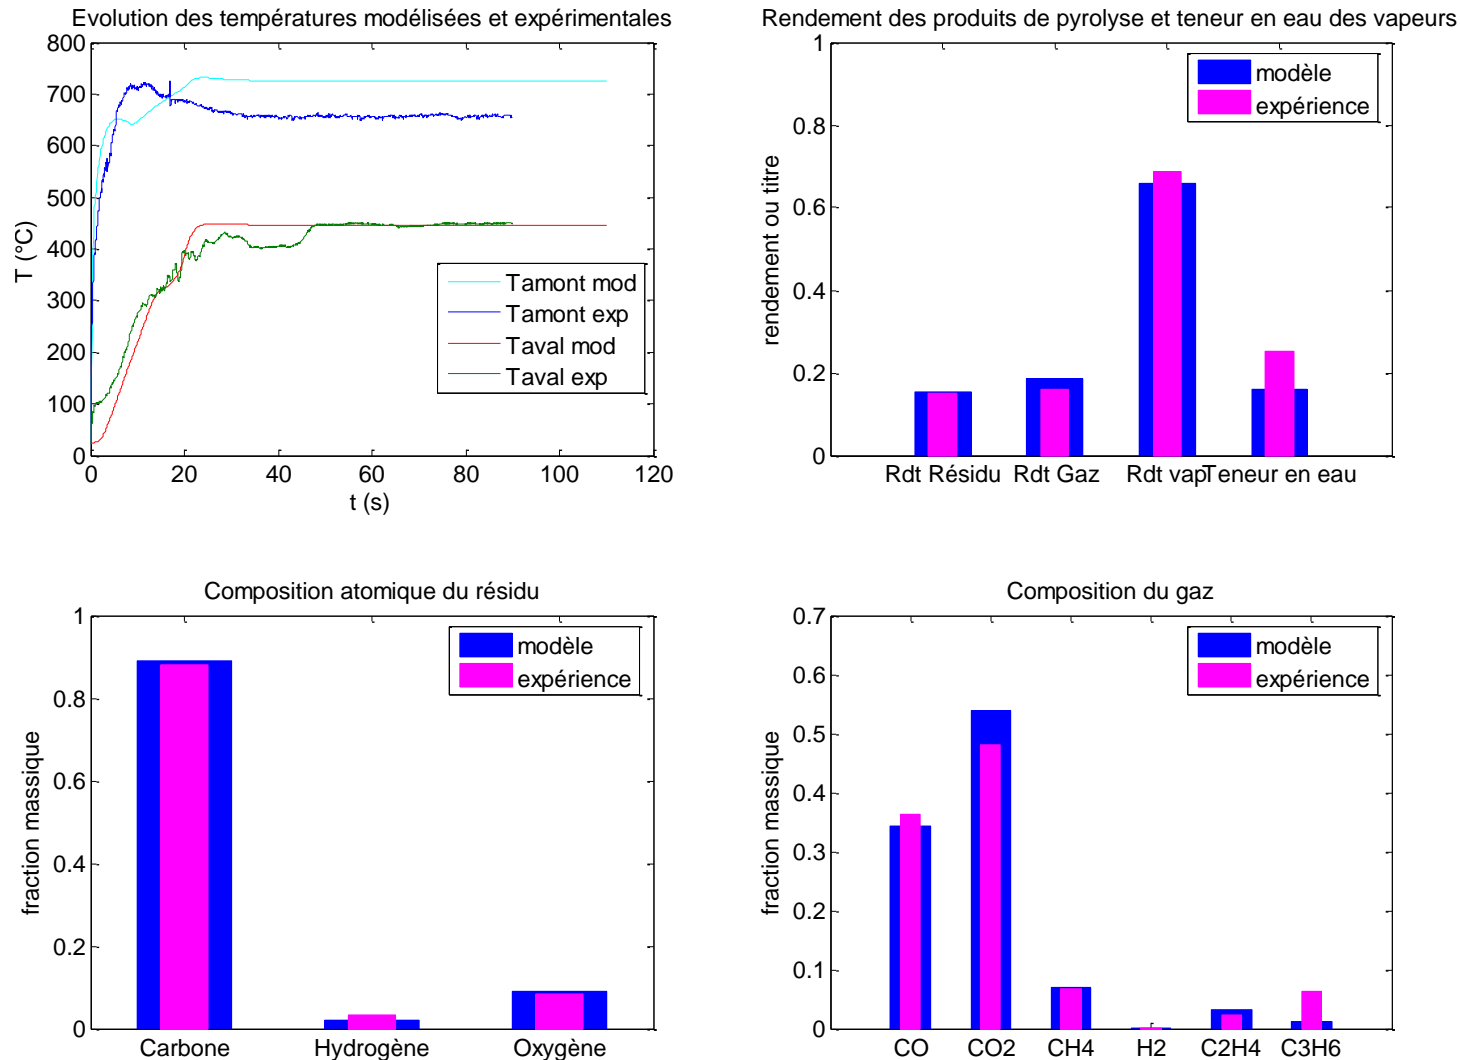 Evolution des températures modélisées et expérimentales
800
700
600
500
400
300
200
100
0
T (°C)
0 20 40 60 80 100 120
t (s)
Tamont mod
Tamont exp
Taval mod
Taval exp
Rendement des produits de pyrolyse et teneur en eau des vapeurs
1
0.8
0.6
0.4
0.2
0
rendement ou titre
modèle
expérience
Rdt Résidu Rdt Gaz Rdt vap Teneur en eau
Composition atomique du résidu
1
0.8
0.6
0.4
0.2
0
fraction massique
modèle
expérience
Carbone Hydrogène Oxygène
Composition du gaz
0.7
0.6
0.5
0.4
0.3
0.2
0.1
0
fraction massique
modèle
expérience
CO CO2 CH4 H2 C2H4 C3H6